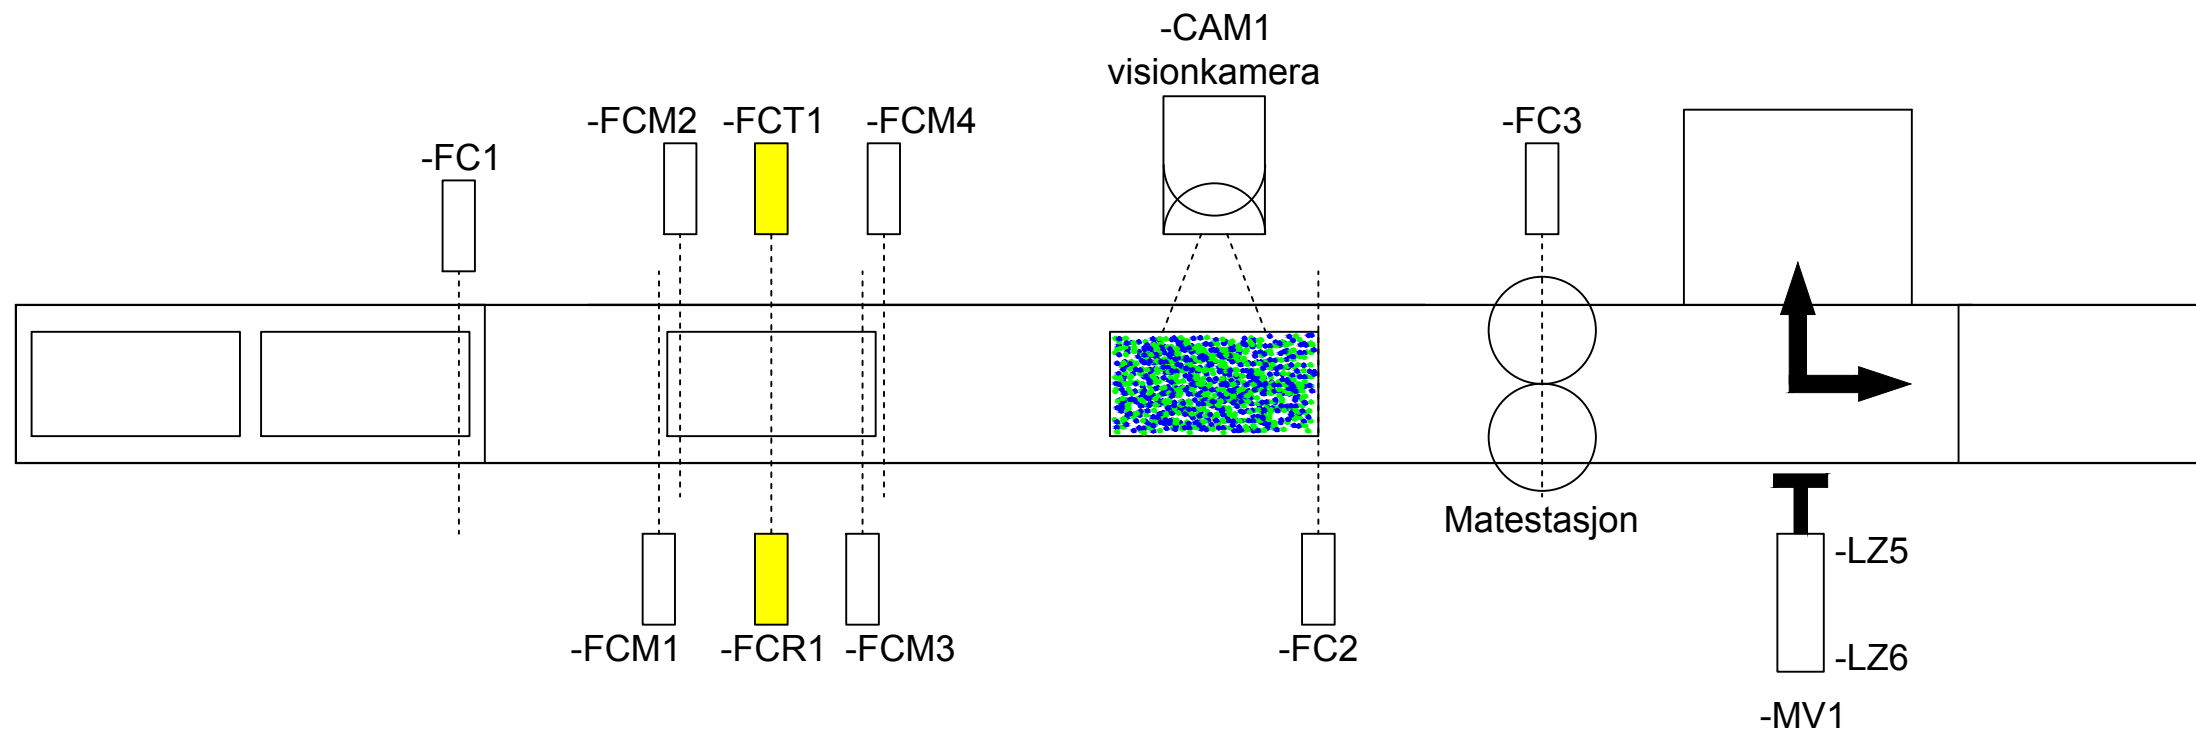 -CAM1
visionkamera
-FCM2
-FCT1
-FCM4
-FC3
-FC1
Matestasjon
-LZ5
-FCM1
-FCR1
-FCM3
-FC2
-LZ6
-MV1